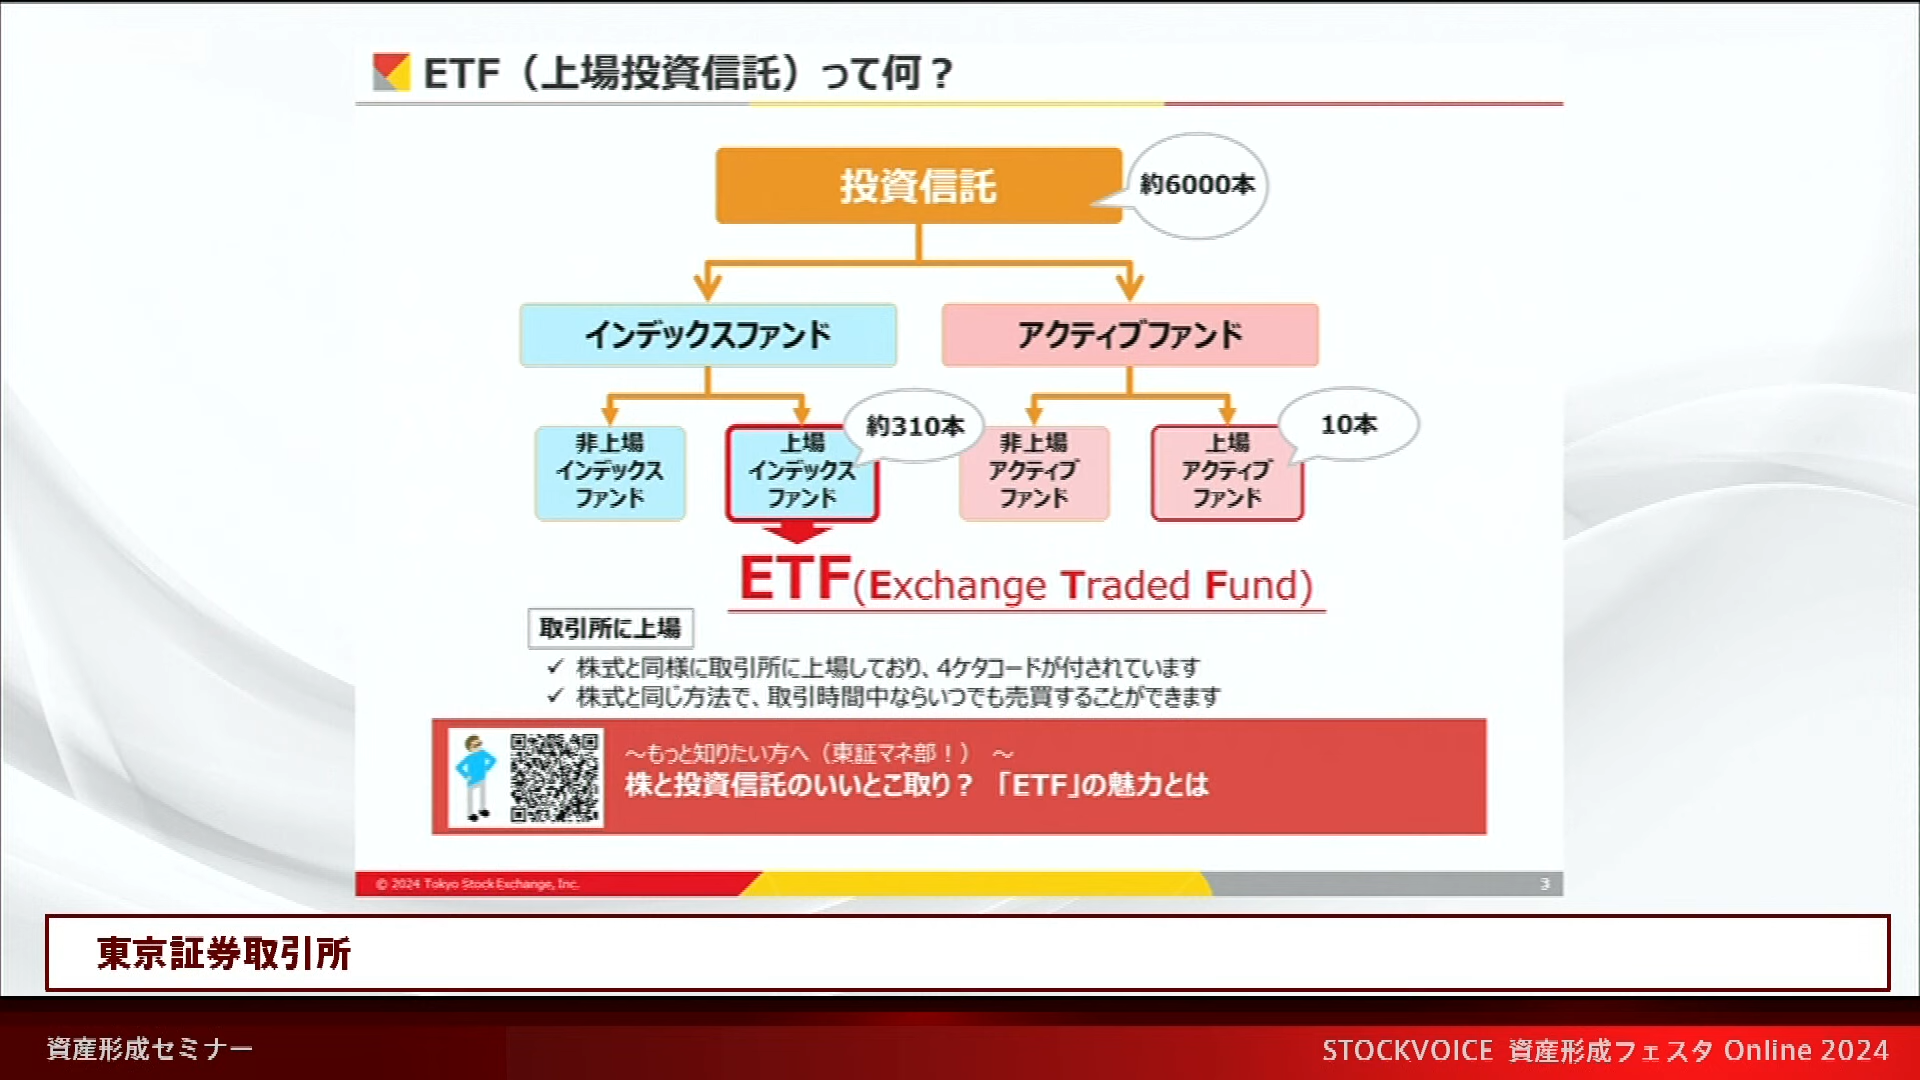 ETF（上場投資信託）って何？
投資信託
約6000本
インデックスファンド
アクティブファンド
非上場
インデックス
ファンド
上場
インデックス
ファンド
約310本
非上場
アクティブ
ファンド
上場
アクティブ
ファンド
10本
ETF(Exchange Traded Fund)
取引所に上場
✓ 株式と同様に取引所に上場しており、4ケタコードが付されています
✓ 株式と同じ方法で、取引時間中ならいつでも売買することができます
～もっと知りたい方へ（東証マネ部！） ～
株と投資信託のいいとこ取り？ 「ETF」の魅力とは
© 2024 Tokyo Stock Exchange, Inc.
3
東京証券取引所
資産形成セミナー
STOCKVOICE 資産形成フェスタ Online 2024